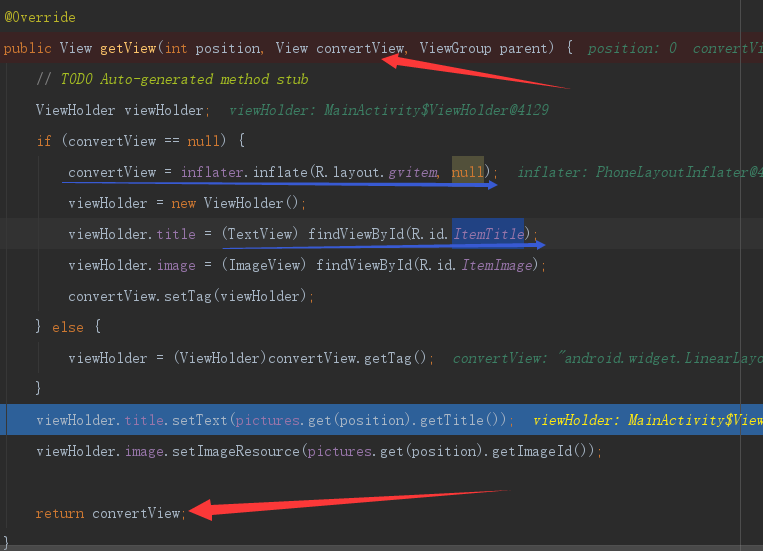 @Override
public View getView(int position, View convertView, ViewGroup parent) { position: 0 convertVi
// TODO Auto-generated method stub
ViewHolder viewHolder; viewHolder: MainActivity$ViewHolder@4129
if (convertView == null) {
convertView = inflater.inflate(R.layout.gvitem, null); inflater: PhoneLayoutInflater@4
viewHolder = new ViewHolder();
viewHolder.title = (TextView) findViewById(R.id.ItemTitle);
viewHolder.image = (ImageView) findViewById(R.id.ItemImage);
convertView.setTag(viewHolder);
} else {
viewHolder = (ViewHolder)convertView.getTag(); convertView: "android.widget.LinearLayo
}
viewHolder.title.setText(pictures.get(position).getTitle()); viewHolder: MainActivity$View
viewHolder.image.setImageResource(pictures.get(position).getImageId());
return convertView;
}